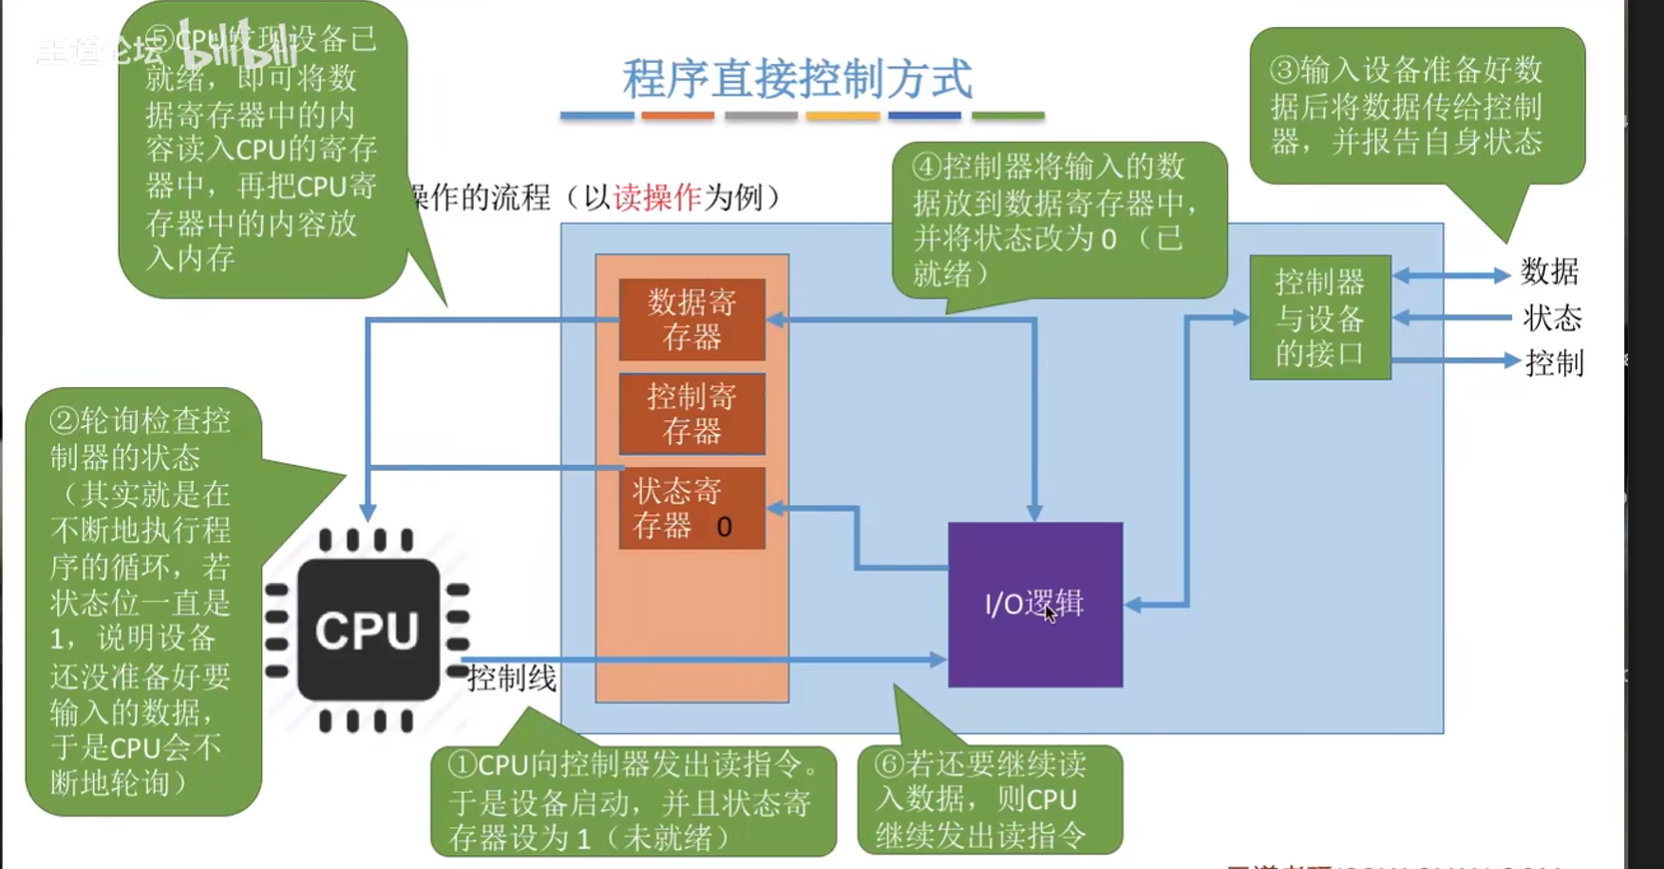 王道论坛 bilibili
程序直接控制方式
操作的流程（以读操作为例）
⑤CPU发现设备已
就绪，即可将数
据寄存器中的内
容读入CPU的寄存
器中，再把CPU寄
存器中的内容放
入内存
③输入设备准备好数
据后将数据传给控制
器，并报告自身状态
④控制器将输入的数
据放到数据寄存器中，
并将状态改为 0 （已
就绪）
数据寄
存器
控制寄
存器
状态寄
存器 0
控制器
与设备
的接口
数据
状态
控制
②轮询检查控
制器的状态
（其实就是在
不断地执行程
序的循环，若
状态位一直是
1，说明设备
还没准备好要
输入的数据，
于是CPU会不
断地轮询）
CPU
I/O逻辑
控制线
①CPU向控制器发出读指令。
于是设备启动，并且状态寄
存器设为 1（未就绪）
⑥若还要继续读
入数据，则CPU
继续发出读指令